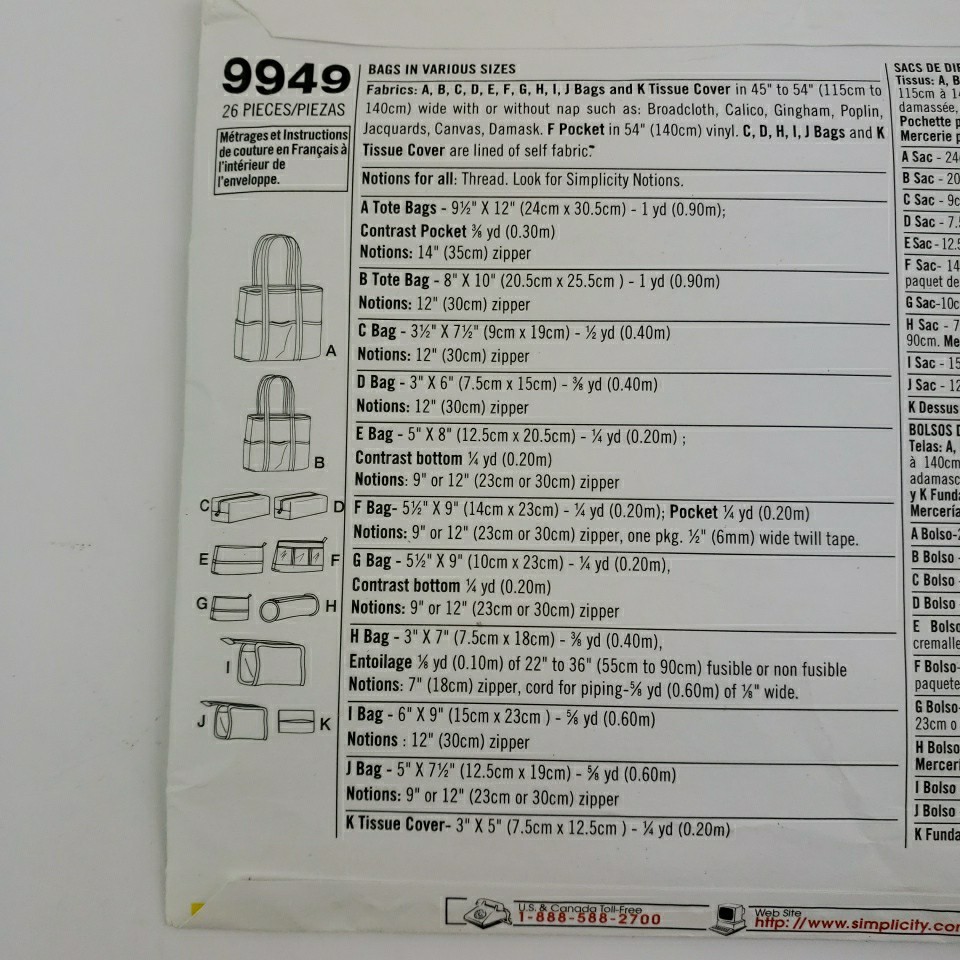 9949
26 PIECES/PIEZAS
Métrages et Instructions
de couture en Français à
l'intérieur de
l'enveloppe.
A
B
C
D
E
F
G
H
I
J
K
BAGS IN VARIOUS SIZES
Fabrics: A, B, C, D, E, F, G, H, I, J Bags and K Tissue Cover in 45" to 54" (115cm to
140cm) wide with or without nap such as: Broadcloth, Calico, Gingham, Poplin,
Jacquards, Canvas, Damask. F Pocket in 54" (140cm) vinyl. C, D, H, I, J Bags and K
Tissue Cover are lined of self fabric.
Notions for all: Thread. Look for Simplicity Notions.
A Tote Bags - 9½" X 12" (24cm x 30.5cm) - 1 yd (0.90m);
Contrast Pocket ⅜ yd (0.30m)
Notions: 14" (35cm) zipper
B Tote Bag - 8" X 10" (20.5cm x 25.5cm ) - 1 yd (0.90m)
Notions: 12" (30cm) zipper
C Bag - 3½" X 7½" (9cm x 19cm) - ½ yd (0.40m)
Notions: 12" (30cm) zipper
D Bag - 3" X 6" (7.5cm x 15cm) - ⅜ yd (0.40m)
Notions: 12" (30cm) zipper
E Bag - 5" X 8" (12.5cm x 20.5cm) - ¼ yd (0.20m) ;
Contrast bottom ¼ yd (0.20m)
Notions: 9" or 12" (23cm or 30cm) zipper
F Bag- 5½" X 9" (14cm x 23cm) - ¼ yd (0.20m); Pocket ¼ yd (0.20m)
Notions: 9" or 12" (23cm or 30cm) zipper, one pkg. ½" (6mm) wide twill tape.
G Bag - 5½" X 9" (10cm x 23cm) - ¼ yd (0.20m),
Contrast bottom ¼ yd (0.20m)
Notions: 9" or 12" (23cm or 30cm) zipper
H Bag - 3" X 7" (7.5cm x 18cm) - ⅜ yd (0.40m),
Entoilage ⅛ yd (0.10m) of 22" to 36" (55cm to 90cm) fusible or non fusible
Notions: 7" (18cm) zipper, cord for piping-⅝ yd (0.60m) of ⅛" wide.
I Bag - 6" X 9" (15cm x 23cm ) - ⅝ yd (0.60m)
Notions : 12" (30cm) zipper
J Bag - 5" X 7½" (12.5cm x 19cm) - ⅝ yd (0.60m)
Notions: 9" or 12" (23cm or 30cm) zipper
K Tissue Cover- 3" X 5" (7.5cm x 12.5cm ) - ¼ yd (0.20m)
SACS DE
Tissus: A, B
115cm à
damassée,
Pochette
Mercerie
A Sac - 24
B Sac - 20
C Sac - 9
D Sac - 7.
E Sac - 12.
F Sac- 14
paquet de
G Sac-10
H Sac - 7
90cm.
I Sac - 15
J Sac - 12
K Dessus
BOLSOS
Telas: A,
à 140cm
y K
A Bolso-
B Bolso -
C Bolso
D Bolso
E Bolso
F Bolso-
G Bolso-
23cm o
H Bolso
I Bolso
J Bolso
K
U.S. & Canada Toll-Free
1-888-588-2700
Web Site
http://www.simplicity.